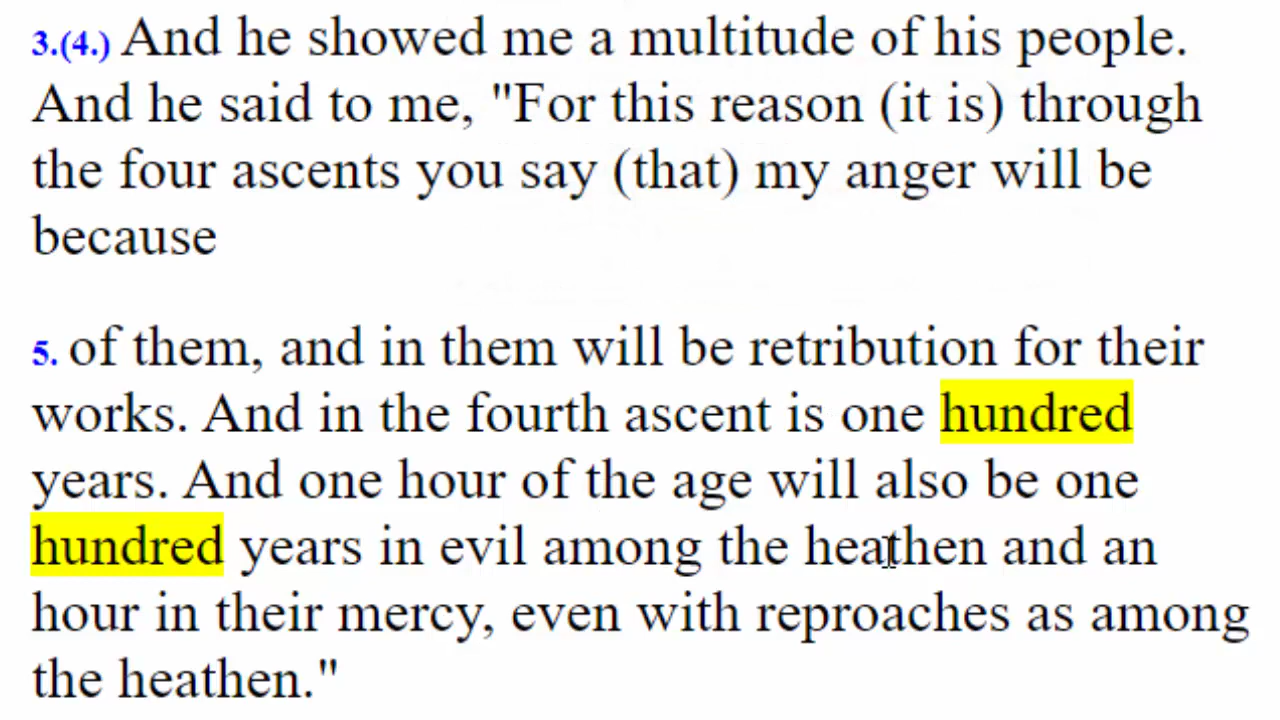 3.(4.) And he showed me a multitude of his people.
And he said to me, "For this reason (it is) through
the four ascents you say (that) my anger will be
because
5. of them, and in them will be retribution for their
works. And in the fourth ascent is one hundred
years. And one hour of the age will also be one
hundred years in evil among the heathen and an
hour in their mercy, even with reproaches as among
the heathen."